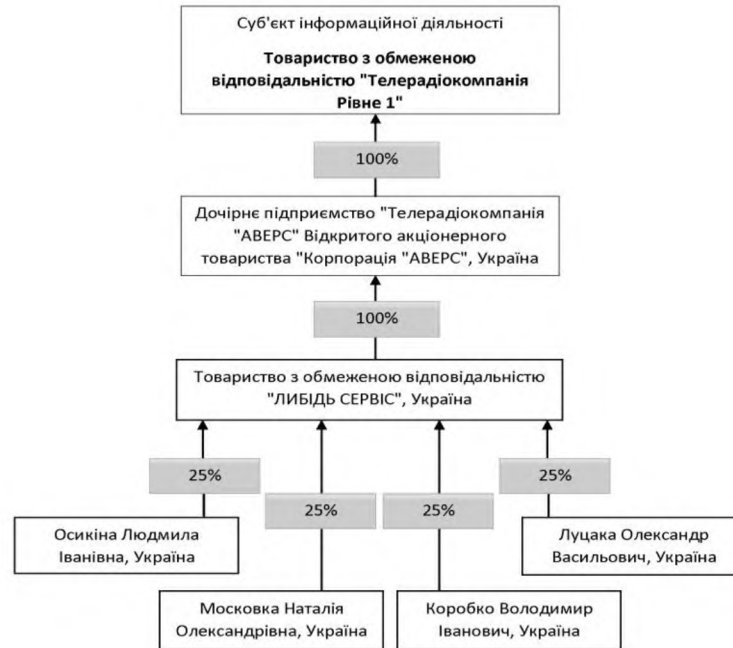 Суб'єкт інформаційної діяльності
Товариство з обмеженою
відповідальністю "Телерадіокомпанія
Рівне 1"
100%
Дочірнє підприємство "Телерадіокомпанія
"АВЕРС" Відкритого акціонерного
товариства "Корпорація "АВЕРС", Україна
100%
Товариство з обмеженою відповідальністю
"ЛИБІДЬ СЕРВІС", Україна
25%
25%
25%
25%
Осикіна Людмила
Іванівна, Україна
Московка Наталія
Олександрівна, Україна
Коробко Володимир
Іванович, Україна
Луцака Олександр
Васильович, Україна